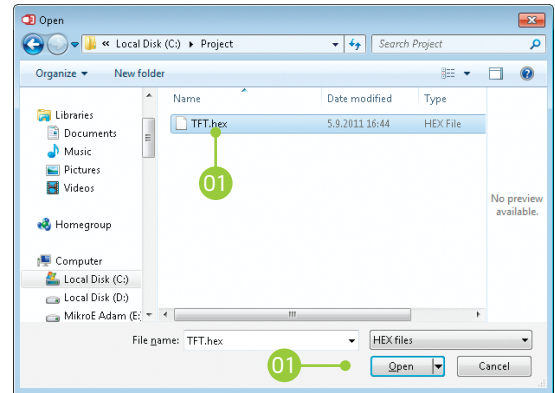 Open
« Local Disk (C:) ▸ Project
Search Project
Organize
New folder
Name
Date modified
Type
Libraries
Documents
Music
Pictures
Videos
Homegroup
Computer
Local Disk (C:)
Local Disk (D:)
MikroE Adam (E:)
TFT.hex
5.9.2011 16:44
HEX File
01
No preview
available.
File name:
TFT.hex
HEX files
01
Open
Cancel